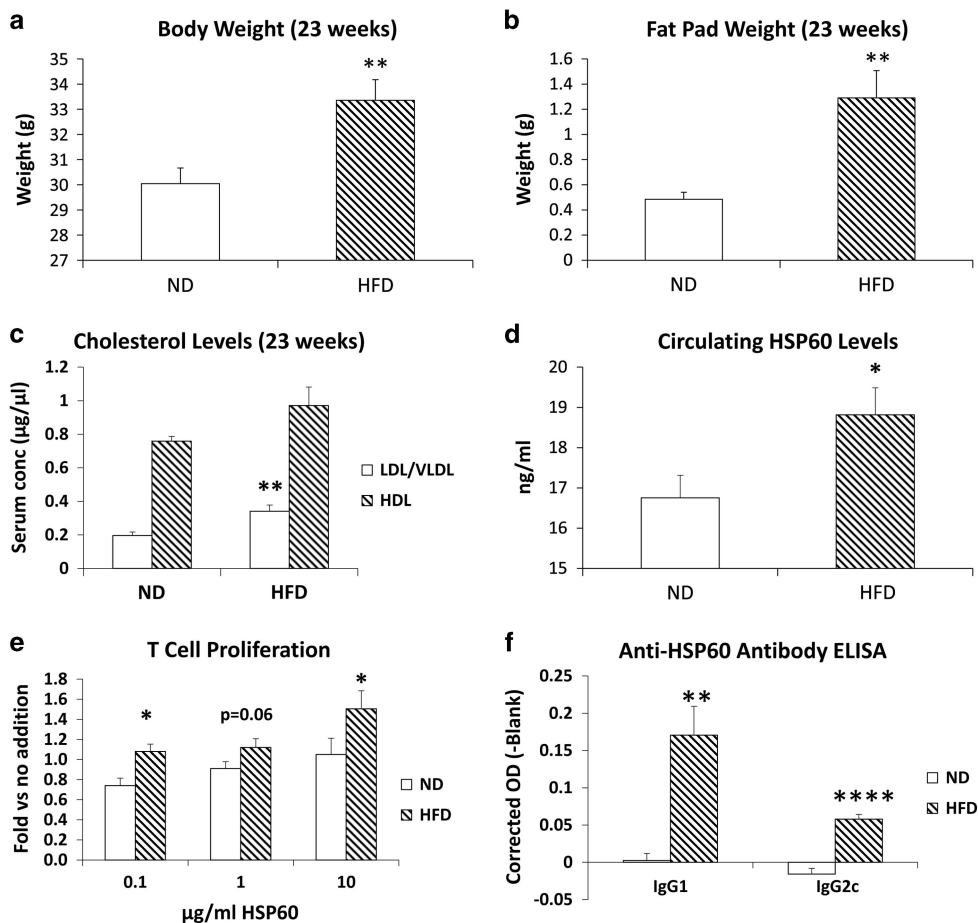 a
Body Weight (23 weeks)
35
34
33
32
31
30
29
28
27
Weight (g)
**
ND
HFD
b
Fat Pad Weight (23 weeks)
1.6
1.4
1.2
1
0.8
0.6
0.4
0.2
0
Weight (g)
**
ND
HFD
c
Cholesterol Levels (23 weeks)
1.2
1
0.8
0.6
0.4
0.2
0
Serum conc (µg/µl)
**
ND
HFD
LDL/VLDL
HDL
d
Circulating HSP60 Levels
20
19
18
17
16
15
ng/ml
*
ND
HFD
e
T Cell Proliferation
1.8
1.6
1.4
1.2
1.0
0.8
0.6
0.4
0.2
0.0
Fold vs no addition
*
p=0.06
*
0.1
1
10
µg/ml HSP60
ND
HFD
f
Anti-HSP60 Antibody ELISA
0.25
0.2
0.15
0.1
0.05
0
-0.05
Corrected OD (-Blank)
**
****
IgG1
IgG2c
ND
HFD